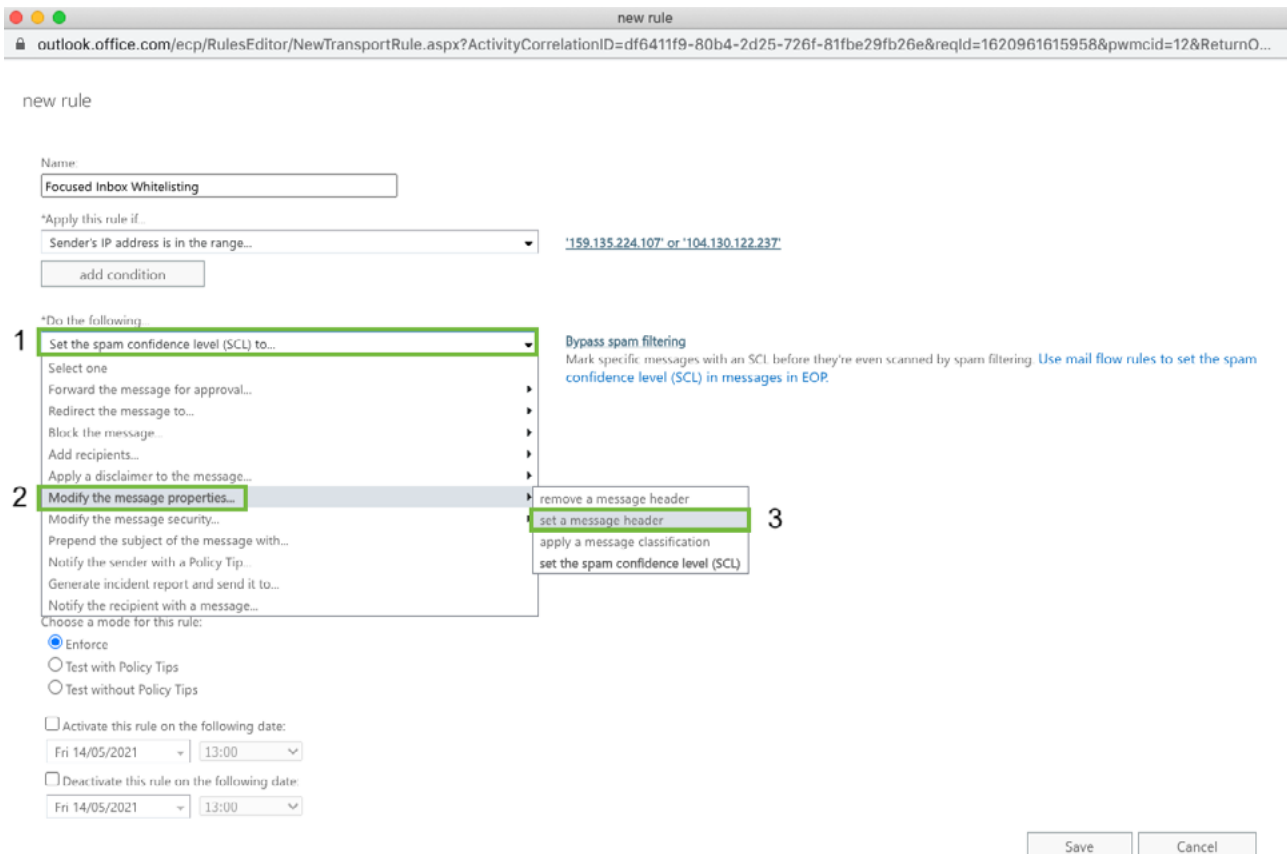 new rule
outlook.office.com/ecp/RulesEditor/NewTransportRule.aspx?ActivityCorrelationID=df6411f9-80b4-2d25-726f-81fbe29fb26e&reqId=1620961615958&pwmcid=12&ReturnO...
new rule
Name:
Focused Inbox Whitelisting
*Apply this rule if...
Sender's IP address is in the range...
'159.135.224.107' or '104.130.122.237'
add condition
*Do the following...
1
Set the spam confidence level (SCL) to...
Bypass spam filtering
Mark specific messages with an SCL before they're even scanned by spam filtering. Use mail flow rules to set the spam
confidence level (SCL) in messages in EOP.
Select one
Forward the message for approval...
Redirect the message to...
Block the message...
Add recipients...
Apply a disclaimer to the message...
2
Modify the message properties...
remove a message header
set a message header
3
apply a message classification
set the spam confidence level (SCL)
Modify the message security...
Prepend the subject of the message with...
Notify the sender with a Policy Tip...
Generate incident report and send it to...
Notify the recipient with a message...
Choose a mode for this rule:
Enforce
Test with Policy Tips
Test without Policy Tips
Activate this rule on the following date:
Fri 14/05/2021
13:00
Deactivate this rule on the following date:
Fri 14/05/2021
13:00
Save
Cancel